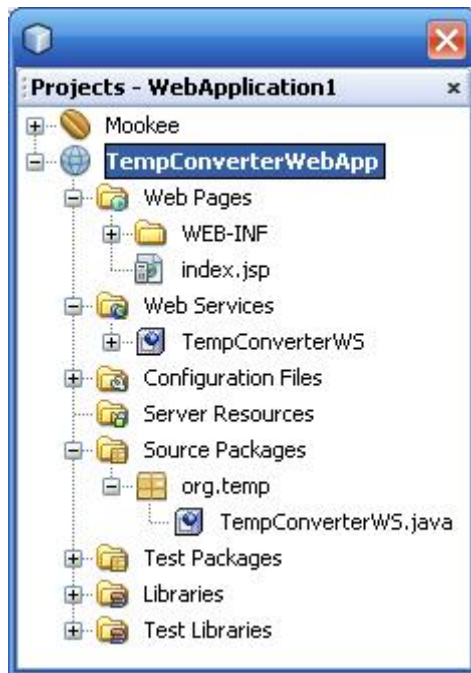 Projects - WebApplication1
Mookee
TempConverterWebApp
Web Pages
WEB-INF
index.jsp
Web Services
TempConverterWS
Configuration Files
Server Resources
Source Packages
org.temp
TempConverterWS.java
Test Packages
Libraries
Test Libraries